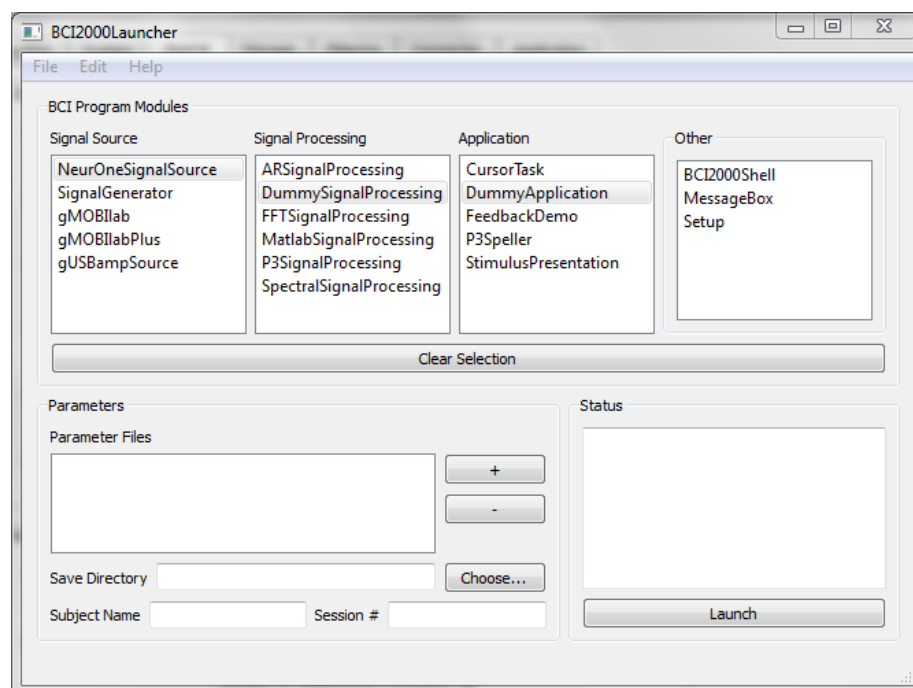 BCI2000Launcher
File Edit Help
BCI Program Modules
Signal Source
NeurOneSignalSource
SignalGenerator
gMOBIlab
gMOBIlabPlus
gUSBampSource
Signal Processing
ARSignalProcessing
DummySignalProcessing
FFTSignalProcessing
MatlabSignalProcessing
P3SignalProcessing
SpectralSignalProcessing
Application
CursorTask
DummyApplication
FeedbackDemo
P3Speller
StimulusPresentation
Other
BCI2000Shell
MessageBox
Setup
Clear Selection
Parameters
Parameter Files
+
-
Save Directory
Choose...
Subject Name
Session #
Status
Launch